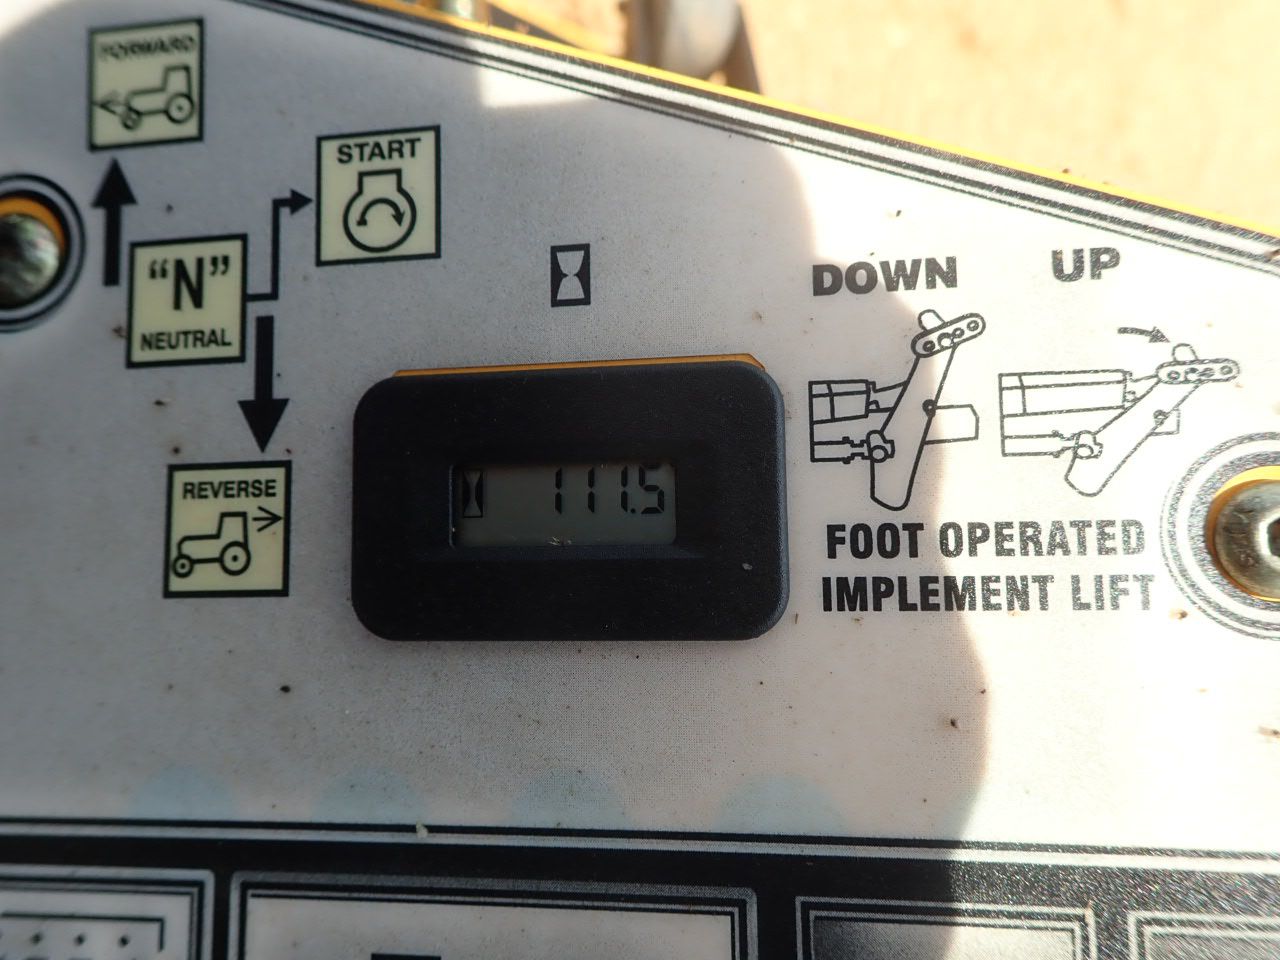 FORWARD
START
"N"
NEUTRAL
REVERSE
111.5
DOWN
UP
FOOT OPERATED
IMPLEMENT LIFT